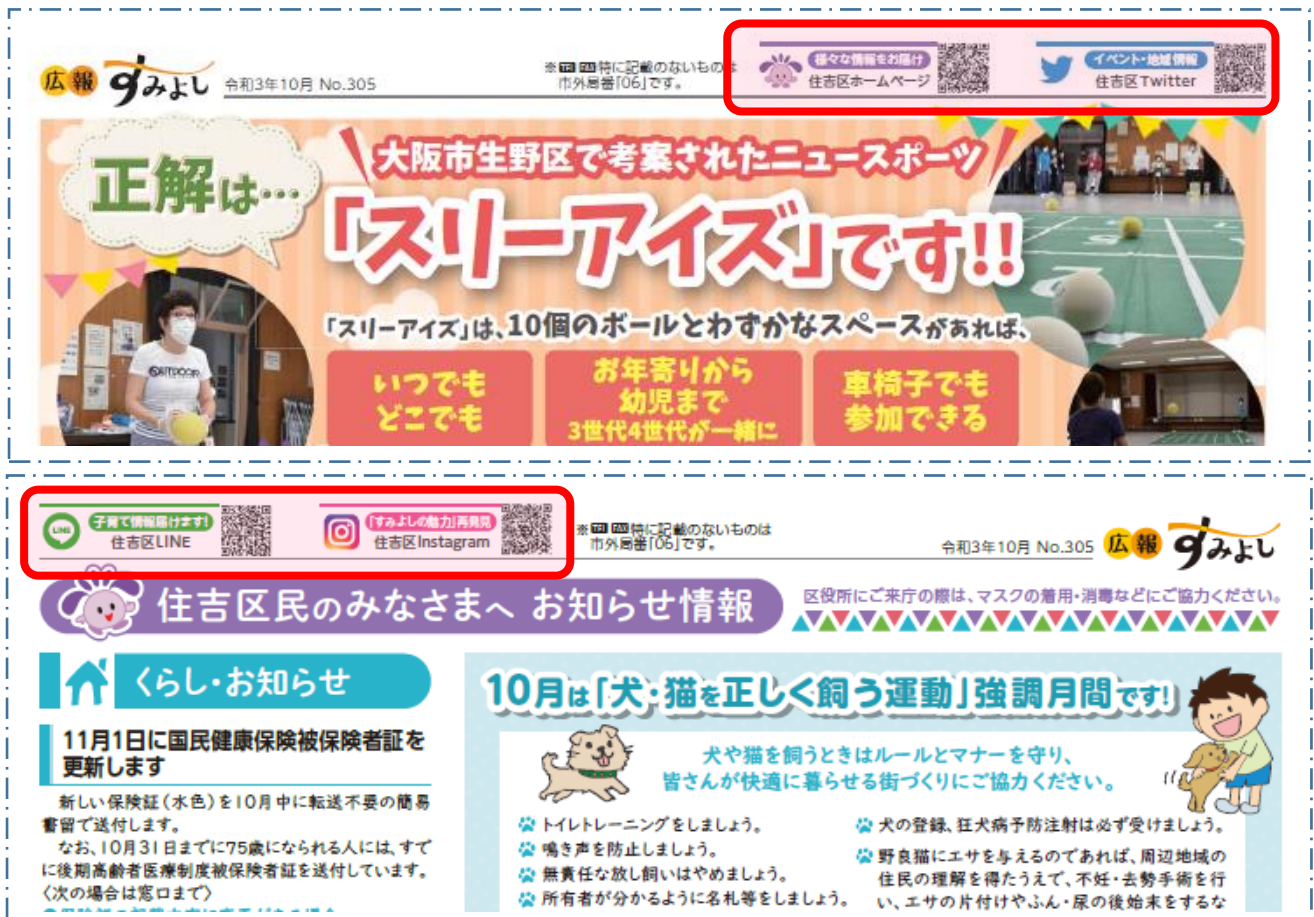 広報 すみよし 令和3年10月 No.305
※TEL FAX特に記載のないものは
市外局番「06」です。
様々な情報をお届け
住吉区ホームページ
イベント・地域情報
住吉区Twitter
正解は…
大阪市生野区で考案されたニュースポーツ
「スリーアイズ」です!!
「スリーアイズ」は、10個のボールとわずかなスペースがあれば、
いつでも
どこでも
お年寄りから
幼児まで
3世代4世代が一緒に
車椅子でも
参加できる
OUTDOOR
LINE
子育て情報届けます!
住吉区LINE
「すみよしの魅力」再発見
住吉区Instagram
※TEL FAX特に記載のないものは
市外局番「06」です。
令和3年10月 No.305 広報 すみよし
住吉区民のみなさまへ お知らせ情報
区役所にご来庁の際は、マスクの着用・消毒などにご協力ください。
くらし・お知らせ
11月1日に国民健康保険被保険者証を
更新します
新しい保険証(水色)を10月中に転送不要の簡易
書留で送付します。
なお、10月31日までに75歳になられる人には、すで
に後期高齢者医療制度被保険者証を送付しています。
〈次の場合は窓口まで〉
10月は「犬・猫を正しく飼う運動」強調月間です!
犬や猫を飼うときはルールとマナーを守り、
皆さんが快適に暮らせる街づくりにご協力ください。
トイレトレーニングをしましょう。
鳴き声を防止しましょう。
無責任な放し飼いはやめましょう。
所有者が分かるように名札等をしましょう。
犬の登録、狂犬病予防注射は必ず受けましょう。
野良猫にエサを与えるのであれば、周辺地域の
住民の理解を得たうえで、不妊・去勢手術を行
い、エサの片付けやふん・尿の後始末をするな